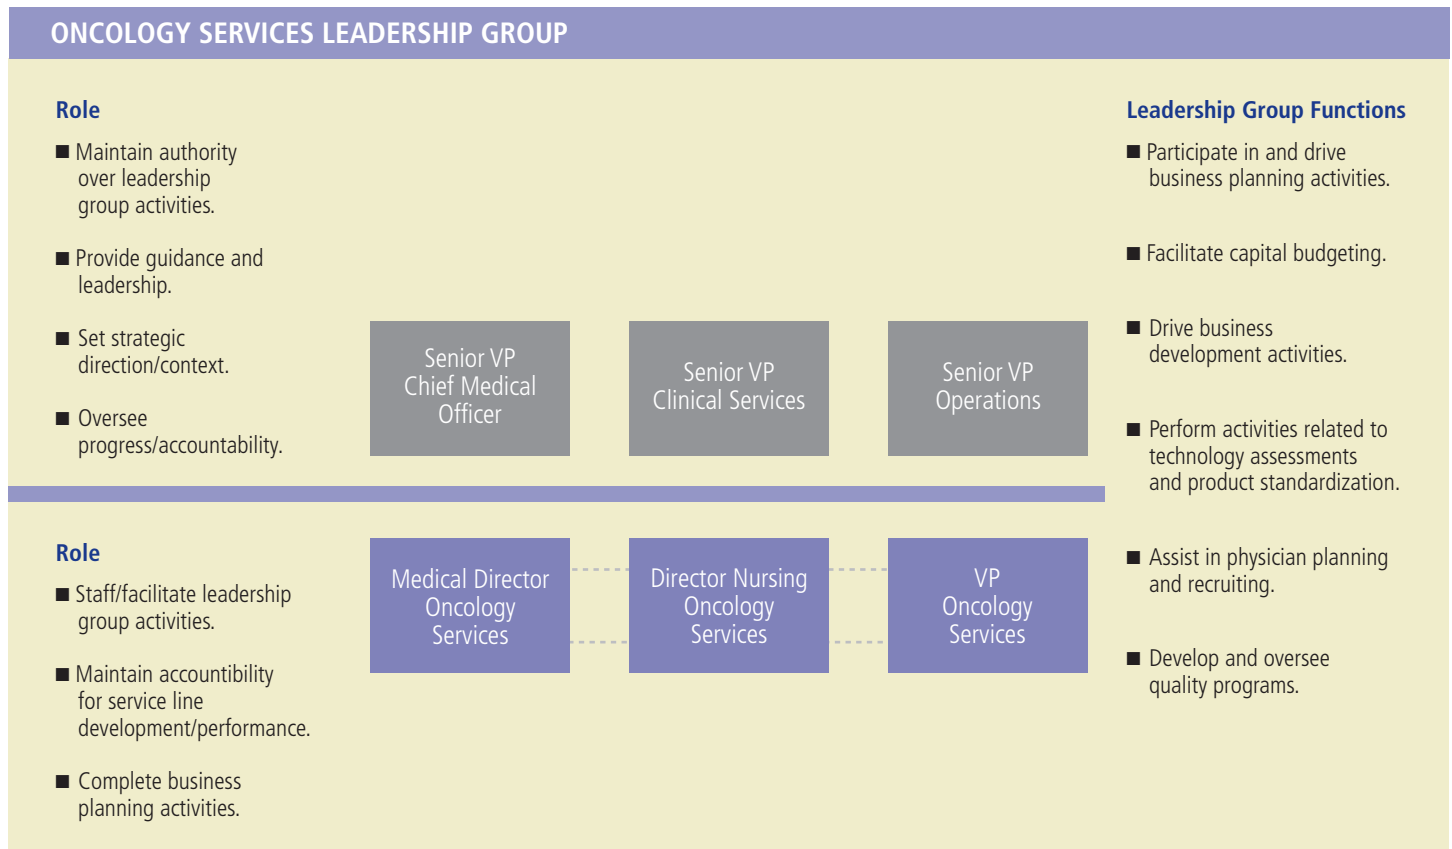 ONCOLOGY SERVICES LEADERSHIP GROUP
Role
■ Maintain authority
over leadership
group activities.
■ Provide guidance and
leadership.
■ Set strategic
direction/context.
■ Oversee
progress/accountability.
Senior VP
Chief Medical
Officer
Senior VP
Clinical Services
Senior VP
Operations
Role
■ Staff/facilitate leadership
group activities.
■ Maintain accountibility
for service line
development/performance.
■ Complete business
planning activities.
Medical Director
Oncology
Services
Director Nursing
Oncology
Services
VP
Oncology
Services
Leadership Group Functions
■ Participate in and drive
business planning activities.
■ Facilitate capital budgeting.
■ Drive business
development activities.
■ Perform activities related to
technology assessments
and product standardization.
■ Assist in physician planning
and recruiting.
■ Develop and oversee
quality programs.